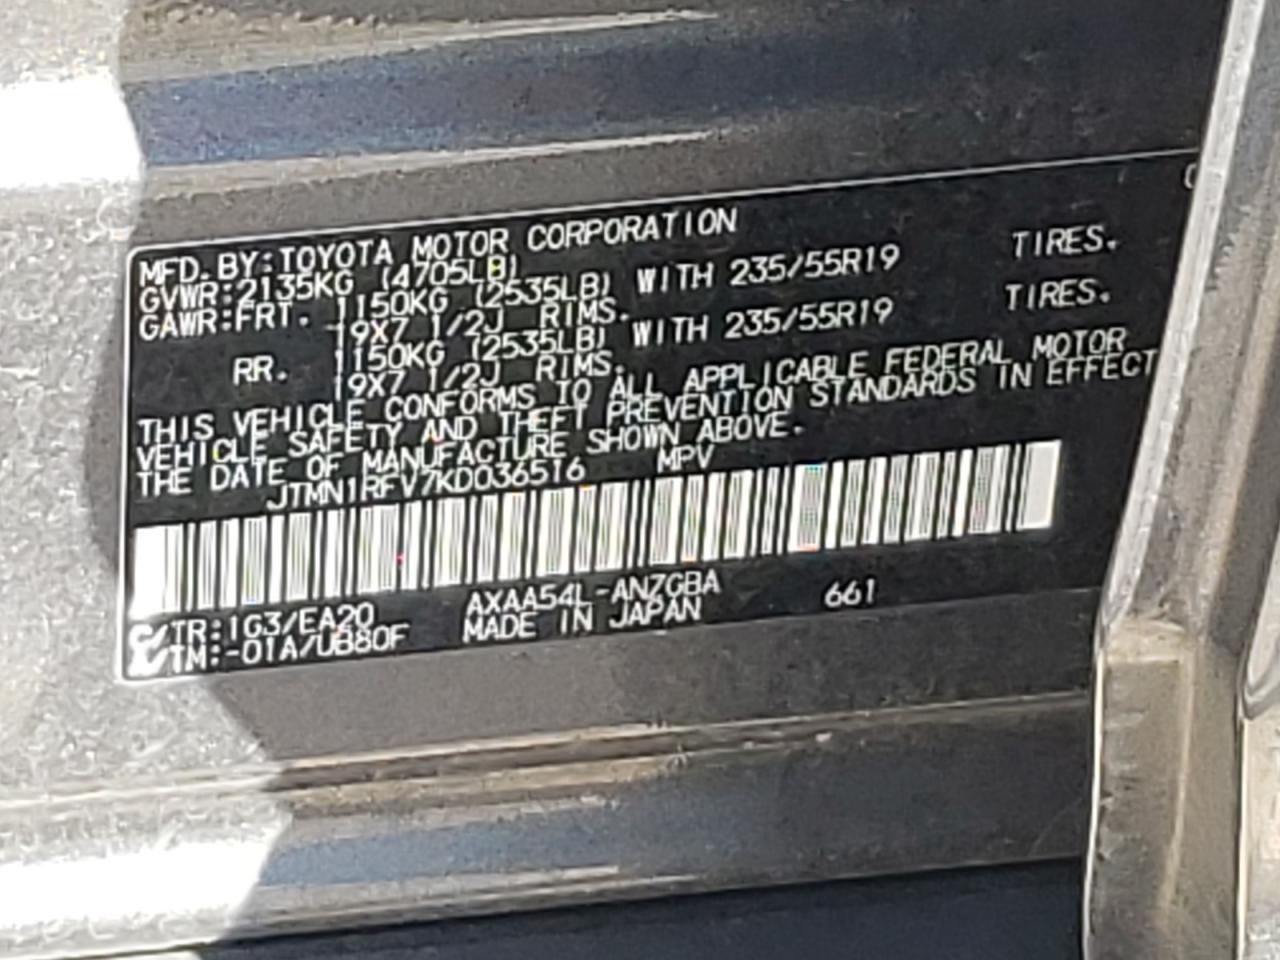 MFD. BY: TOYOTA MOTOR CORPORATION
GVWR: 2135KG (4705LB)
GAWR: FRT. 1150KG (2535LB) WITH 235/55R19 TIRES.
19X7 1/2J RIMS.
RR. 1150KG (2535LB) WITH 235/55R19 TIRES.
19X7 1/2J RIMS.
THIS VEHICLE CONFORMS TO ALL APPLICABLE FEDERAL MOTOR
VEHICLE SAFETY AND THEFT PREVENTION STANDARDS IN EFFECT
THE DATE OF MANUFACTURE SHOWN ABOVE.
JTMN1RFV7KD036516 MPV
C/TR: 1G3/EA20 AXAA54L-ANZGBA 661
TM: -01A/UB80F MADE IN JAPAN